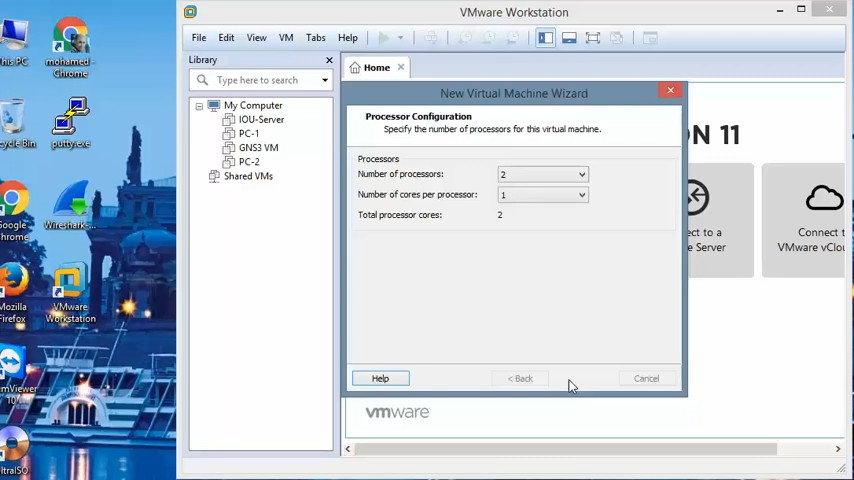 VMware Workstation
File Edit View VM Tabs Help
Library
Type here to search
My Computer
IOU-Server
PC-1
GNS3 VM
PC-2
Shared VMs
Home
New Virtual Machine Wizard
Processor Configuration
Specify the number of processors for this virtual machine.
Processors
Number of processors: 2
Number of cores per processor: 1
Total processor cores: 2
Help < Back Cancel
vmware
ON 11
ect to a
e Server
Connect
VMware vClou
This PC
mohamed -
Chrome
ecycle Bin
putty.exe
Google
Chrome
Wireshark-...
Mozilla
Firefox
VMware
Workstation
mViewer
10
ltraISO